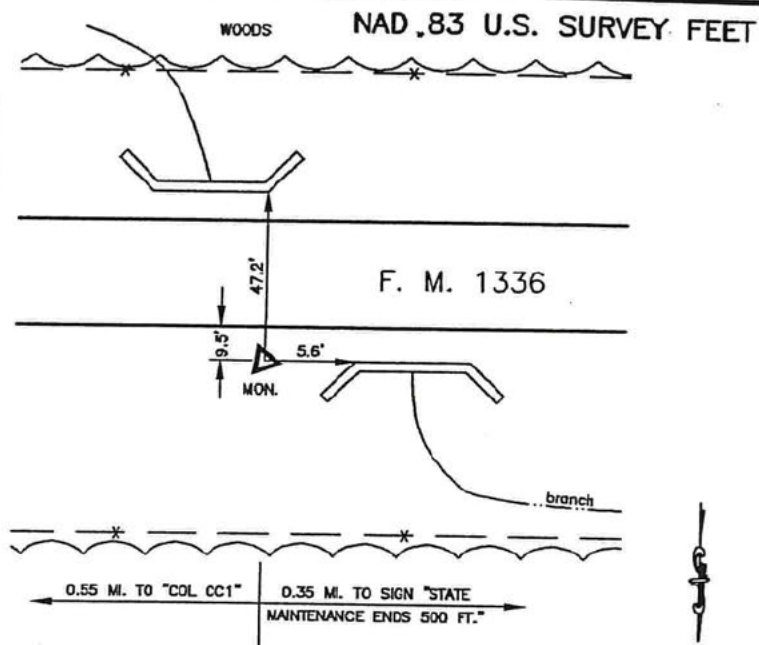 WOODS
NAD .83 U.S. SURVEY FEET
47.2'
F. M. 1336
9.5'
5.6'
MON.
branch
0.55 MI. TO "COL CC1"
0.35 MI. TO SIGN "STATE
MAINTENANCE ENDS 500 FT."